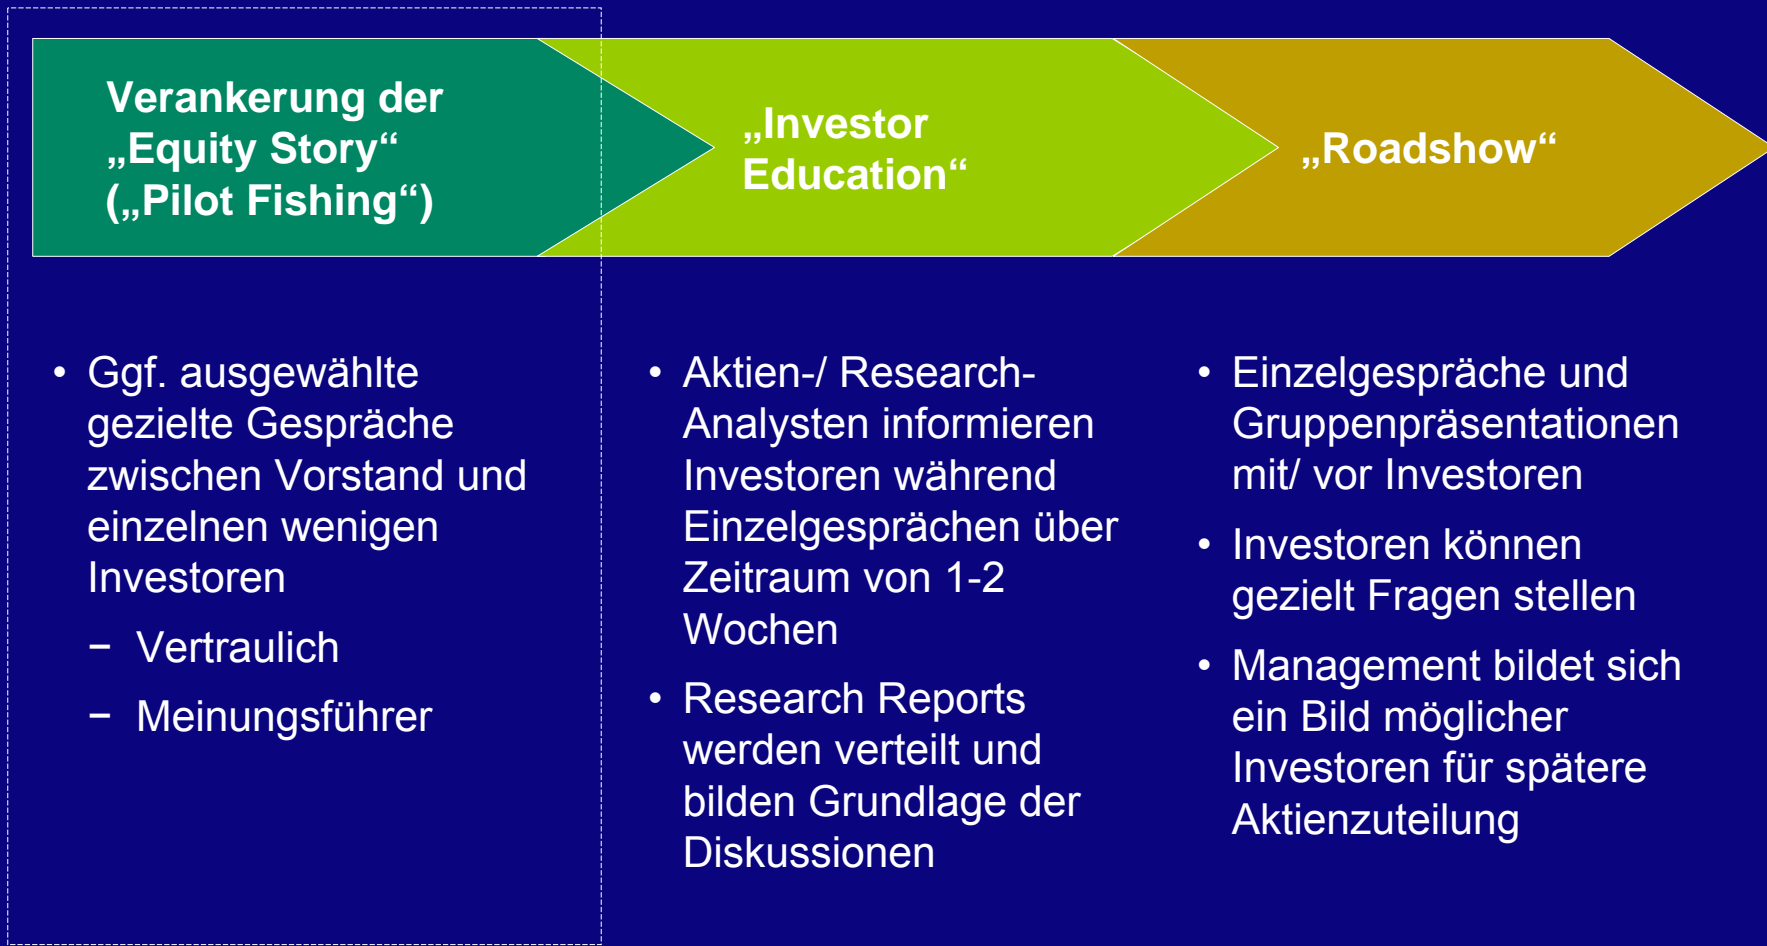 Verankerung der
„Equity Story“
(„Pilot Fishing“)
„Investor
Education“
„Roadshow“
• Ggf. ausgewählte
gezielte Gespräche
zwischen Vorstand und
einzelnen wenigen
Investoren
− Vertraulich
− Meinungsführer
• Aktien-/ Research-
Analysten informieren
Investoren während
Einzelgesprächen über
Zeitraum von 1-2
Wochen
• Research Reports
werden verteilt und
bilden Grundlage der
Diskussionen
• Einzelgespräche und
Gruppenpräsentationen
mit/ vor Investoren
• Investoren können
gezielt Fragen stellen
• Management bildet sich
ein Bild möglicher
Investoren für spätere
Aktienzuteilung